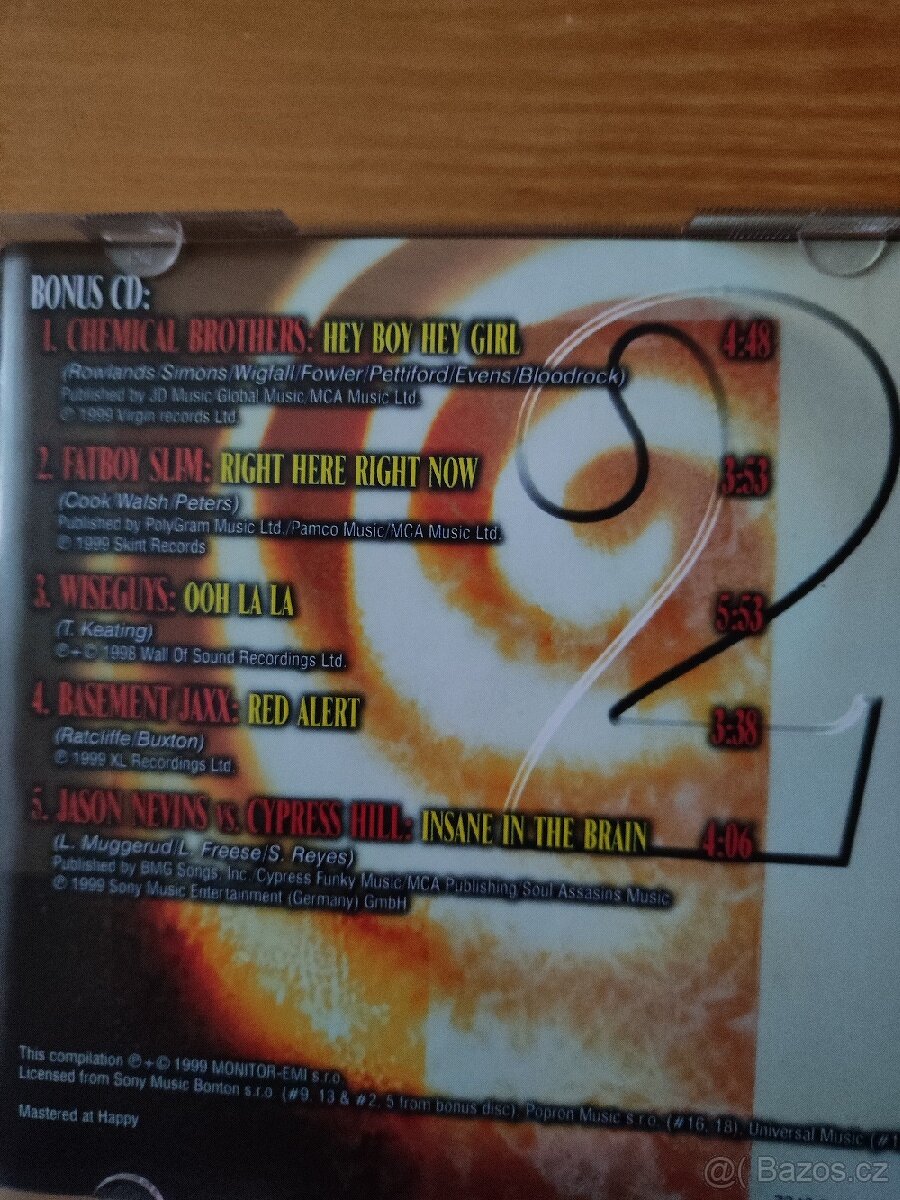 BONUS CD:
1. CHEMICAL BROTHERS: HEY BOY HEY GIRL 4:48
(Rowlands Simons/Wigfall/Fowler/Pettiford/Evens/Bloodrock)
Published by JD Music Global Music/MCA Music Ltd.
℗ 1999 Virgin records Ltd.
2. FATBOY SLIM: RIGHT HERE RIGHT NOW 3:53
(Cook/Walsh/Peters)
Published by PolyGram Music Ltd./Pamco Music/MCA Music Ltd.
℗ 1999 Skint Records
3. WISEGUYS: OOH LA LA 5:53
(T. Keating)
℗+© 1998 Wall Of Sound Recordings Ltd.
4. BASEMENT JAXX: RED ALERT 3:38
(Ratcliffe/Buxton)
℗ 1999 XL Recordings Ltd.
5. JASON NEVINS vs. CYPRESS HILL: INSANE IN THE BRAIN 4:06
(L. Muggerud/L. Freese/S. Reyes)
Published by BMG Songs, Inc./Cypress Funky Music/MCA Publishing/Soul Assasins Music
℗ 1999 Sony Music Entertainment (Germany) GmbH
2
This compilation ℗+© 1999 MONITOR-EMI s.r.o.
Licensed from Sony Music Bonton s.r.o. (#9, 13 & #2, 5 from bonus disc), Popron Music s.r.o. (#16, 18), Universal Music (#1
Mastered at Happy
@( Bazos.cz